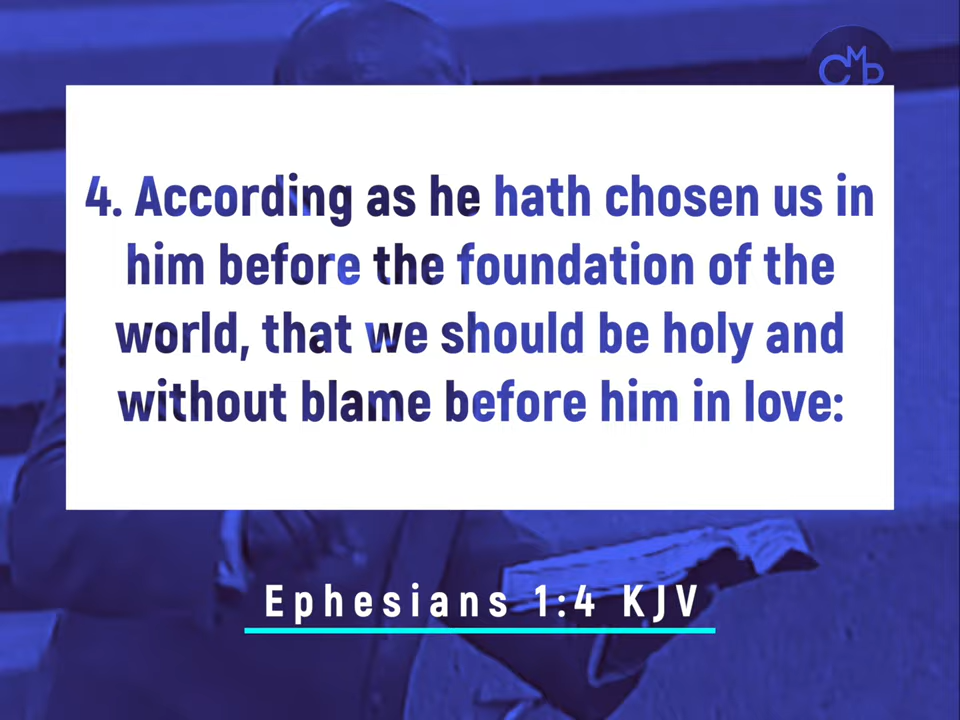 CMP
4. According as he hath chosen us in
him before the foundation of the
world, that we should be holy and
without blame before him in love:
Ephesians 1:4 KJV